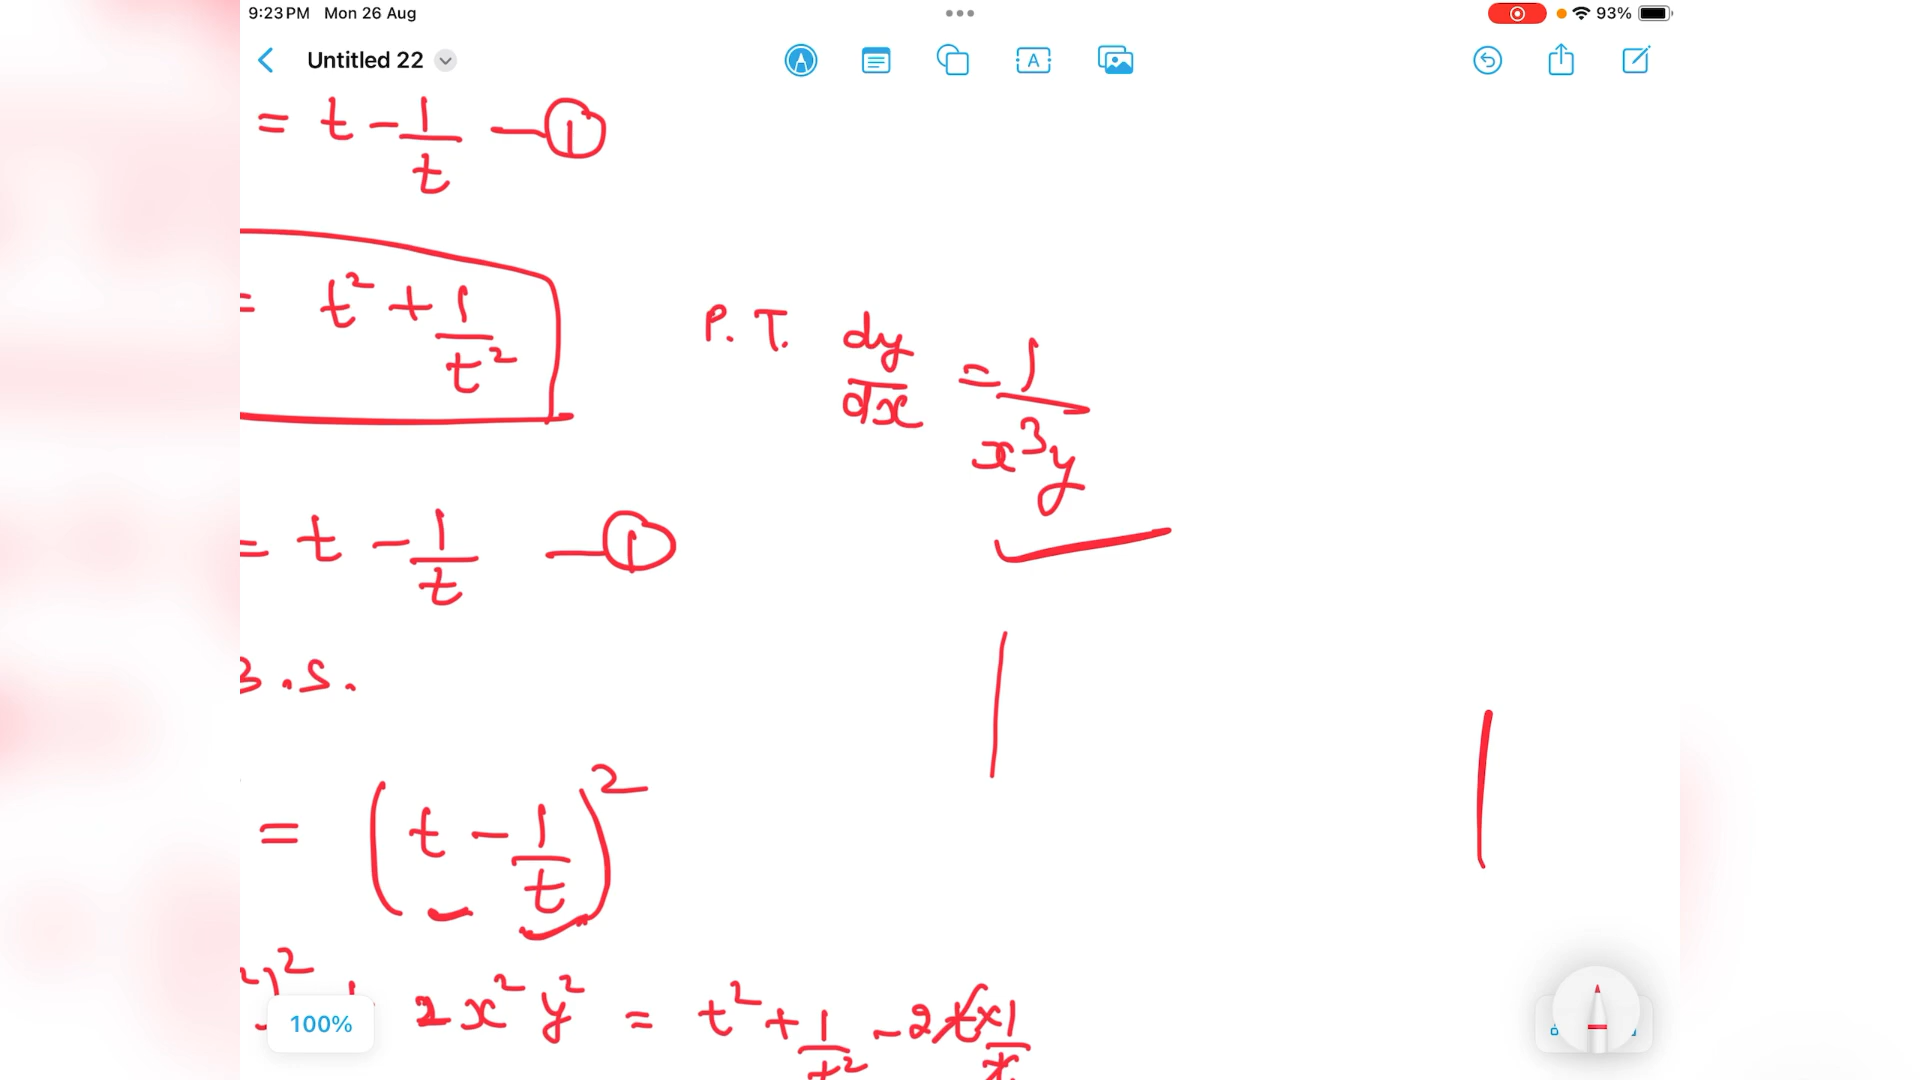 9:23 PM Mon 26 Aug
93%
Untitled 22
= t - 1/t — ①
= t² + 1/t²
P. T. dy/dx = 1/x³y
= t - 1/t — ①
B.S.
= (t - 1/t)²
)² + 2x²y² = t² + 1/t² - 2t×1/t
100%